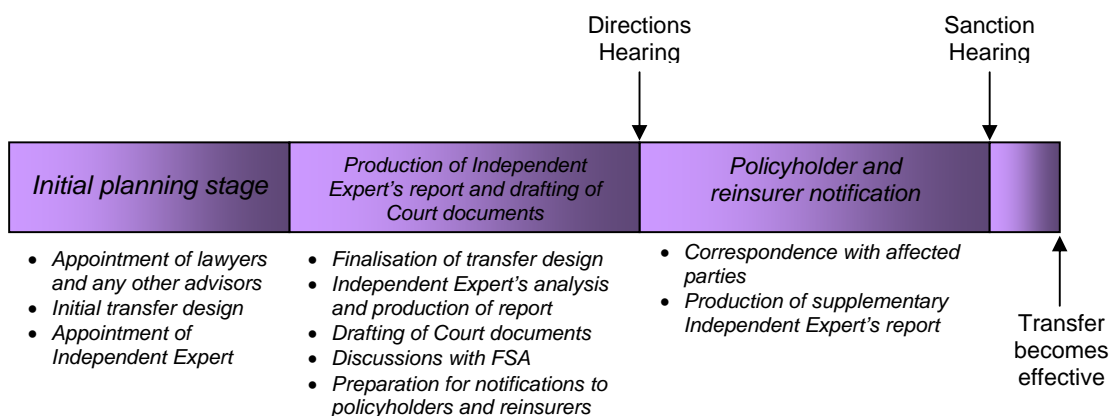 Directions
Hearing
Sanction
Hearing
Initial planning stage
Production of Independent
Expert's report and drafting of
Court documents
Policyholder and
reinsurer notification
• Appointment of lawyers
and any other advisors
• Initial transfer design
• Appointment of
Independent Expert
• Finalisation of transfer design
• Independent Expert's analysis
and production of report
• Drafting of Court documents
• Discussions with FSA
• Preparation for notifications to
policyholders and reinsurers
• Correspondence with affected
parties
• Production of supplementary
Independent Expert's report
Transfer
becomes
effective